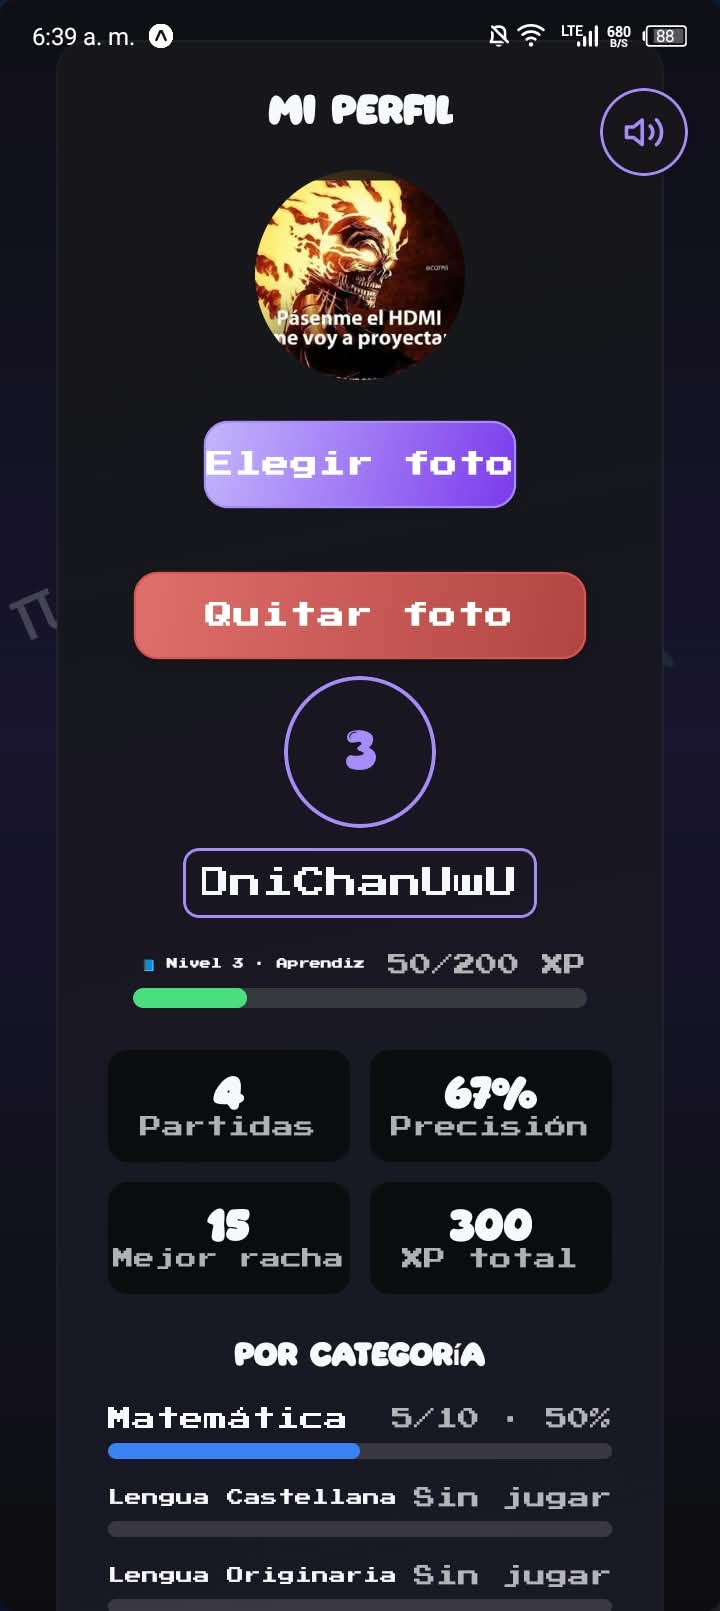 6:39 a. m.
LTE 680 B/S 88
MI PERFIL
Pásenme el HDMI
me voy a proyectar
Elegir foto
Quitar foto
3
OniChanUwU
Nivel 3 · Aprendiz 50/200 XP
4 67%
Partidas Precisión
15 300
Mejor racha XP total
POR CATEGORÍA
Matemática 5/10 · 50%
Lengua Castellana Sin jugar
Lengua Originaria Sin jugar